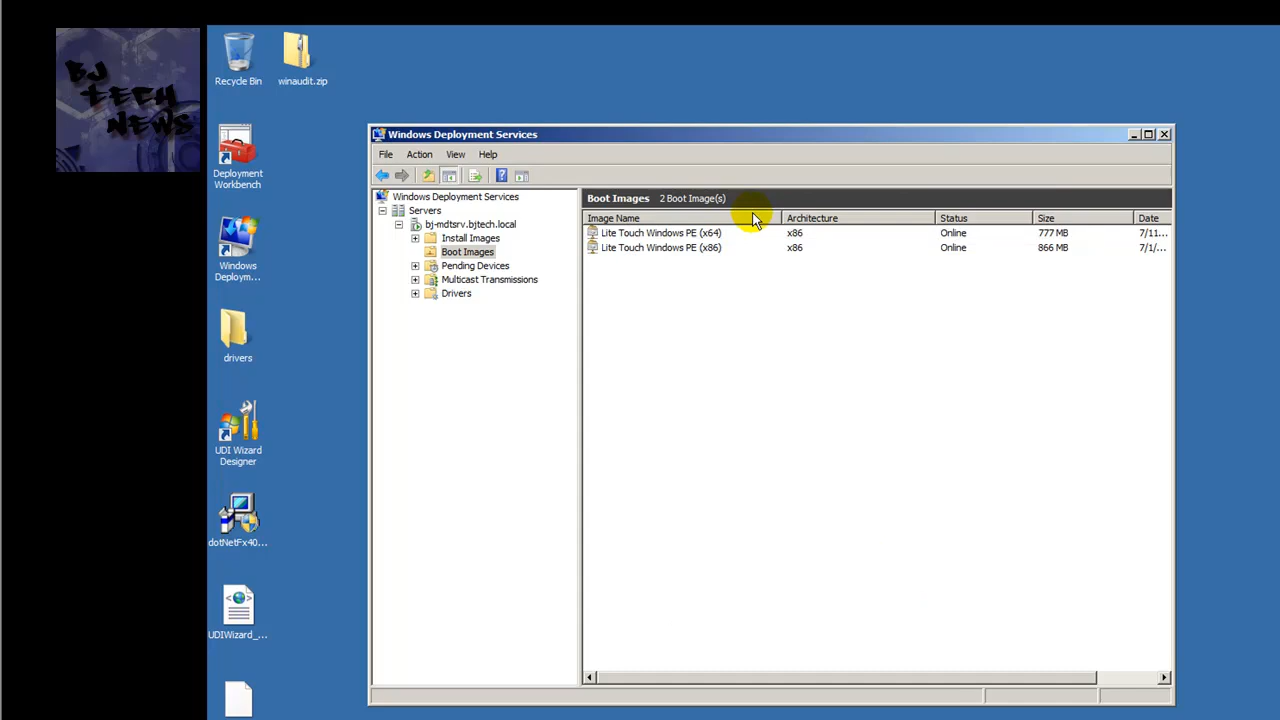 BJ
TECH
NEWS
Recycle Bin
winaudit.zip
Deployment
Workbench
Windows
Deploym...
drivers
UDI Wizard
Designer
dotNetFx40...
UDIWizard_...
Windows Deployment Services
File Action View Help
Windows Deployment Services
Servers
bj-mdtsrv.bjtech.local
Install Images
Boot Images
Pending Devices
Multicast Transmissions
Drivers
Boot Images 2 Boot Image(s)
Image Name Architecture Status Size Date
Lite Touch Windows PE (x64) x86 Online 777 MB 7/11...
Lite Touch Windows PE (x86) x86 Online 866 MB 7/1/...